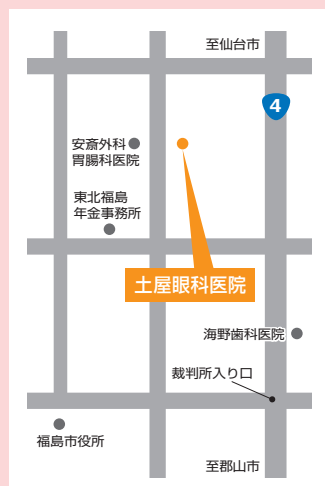 至仙台市
4
安斎外科
胃腸科医院
東北福島
年金事務所
土屋眼科医院
海野歯科医院
裁判所入り口
福島市役所
至郡山市